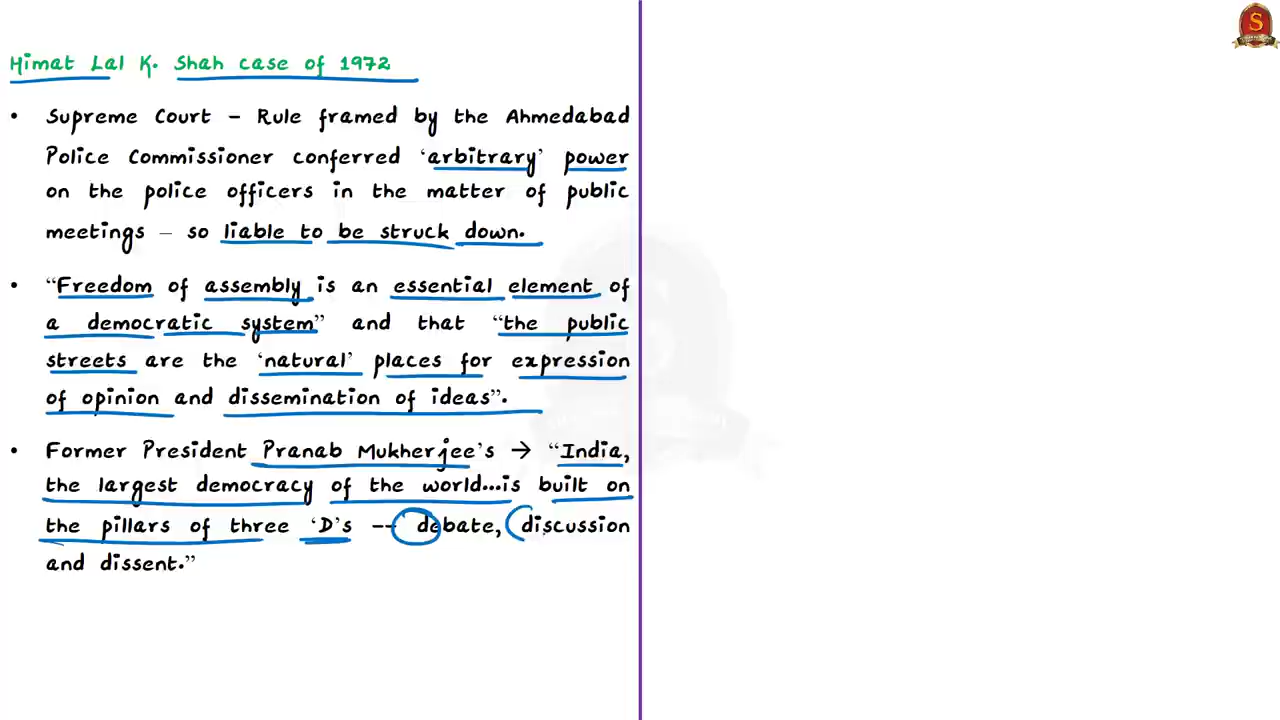 Himat Lal K. Shah case of 1972
• Supreme Court – Rule framed by the Ahmedabad
Police Commissioner conferred ‘arbitrary’ power
on the police officers in the matter of public
meetings – so liable to be struck down.
• “Freedom of assembly is an essential element of
a democratic system” and that “the public
streets are the ‘natural’ places for expression
of opinion and dissemination of ideas”.
• Former President Pranab Mukherjee’s → “India,
the largest democracy of the world...is built on
the pillars of three ‘D’s -- debate, discussion
and dissent.”
S